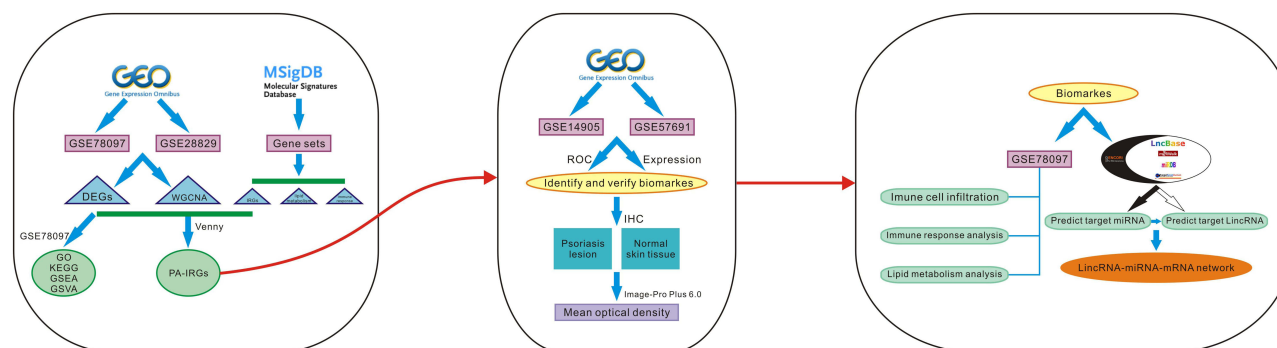 GEO
Gene Expression Omnibus
MSigDB
Molecular Signatures
Database
GSE78097
GSE28829
Gene sets
DEGs
WGCNA
IRGs
Venny
GSE78097
GO
KEGG
GSEA
GSVA
PA-IRGs
GEO
Gene Expression Omnibus
GSE14905
GSE57691
ROC
Expression
Identify and verify biomarkes
IHC
Psoriasis
lesion
Normal
skin tissue
Image-Pro Plus 6.0
Mean optical density
Biomarkes
GSE78097
LncBase
miRDB
Imune cell infiltration
Immune response analysis
Lipid metabolism analysis
Predict target miRNA
Predict target LincRNA
LincRNA-miRNA-mRNA network